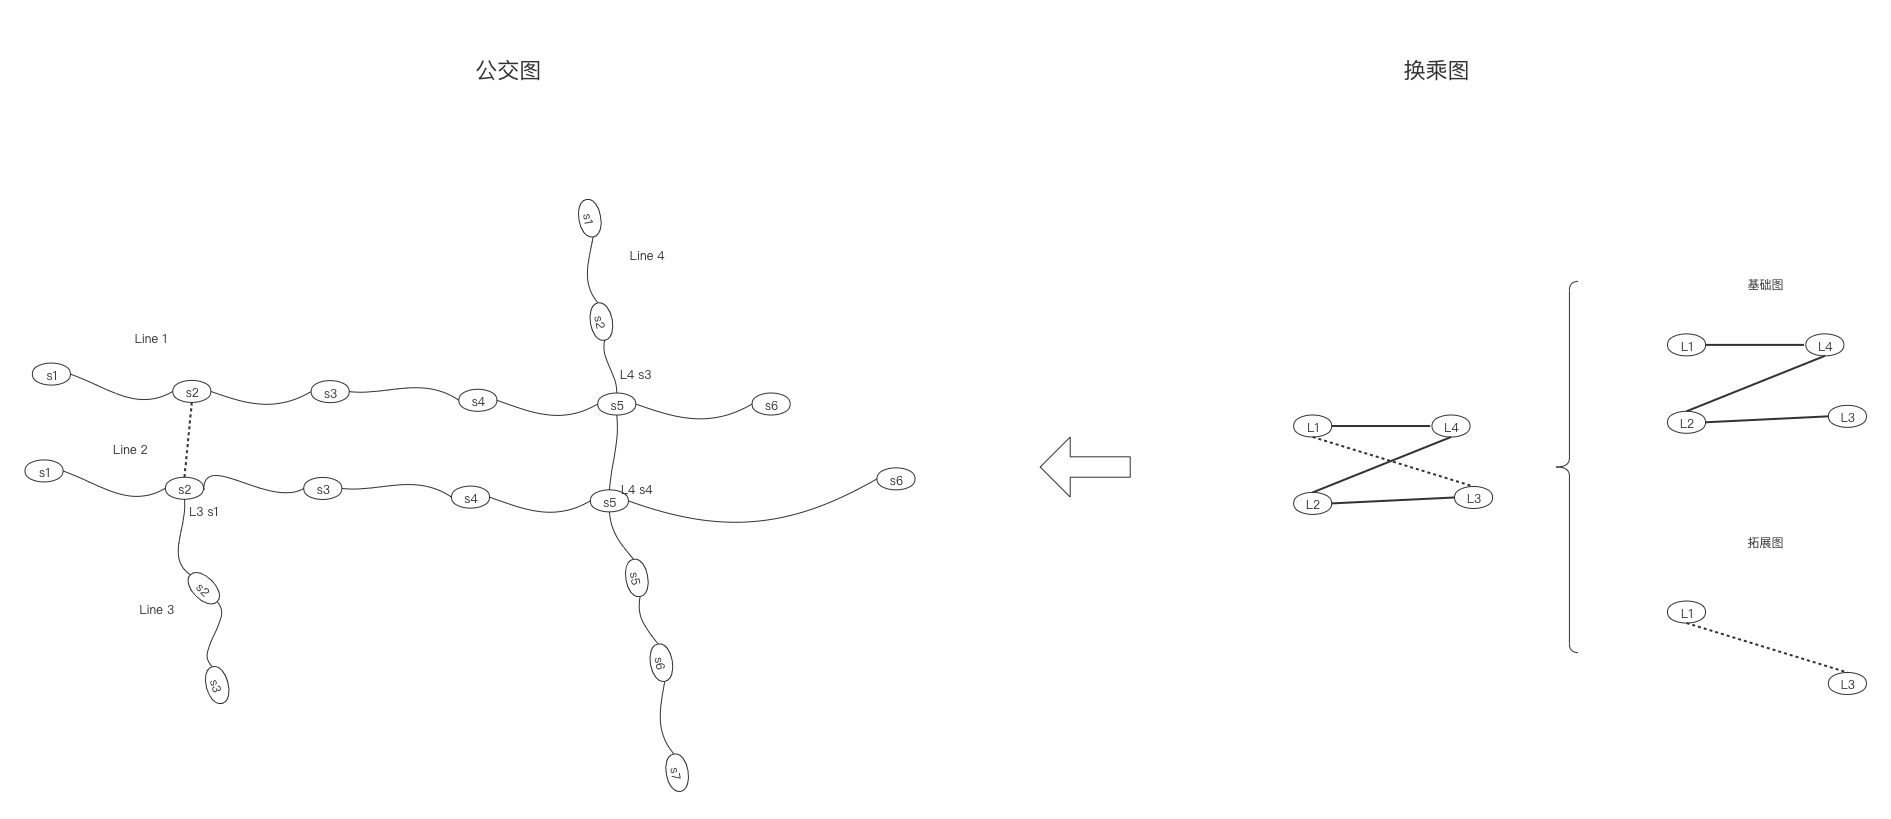 公交图
换乘图
s1
Line 4
s2
Line 1
L4 s3
s1
s2
s3
s4
s5
s6
Line 2
L4 s4
s1
s2
s3
s4
s5
s6
L3 s1
s2
Line 3
s3
s5
s6
s7
L1
L4
L2
L3
基础图
L1
L4
L2
L3
拓展图
L1
L3